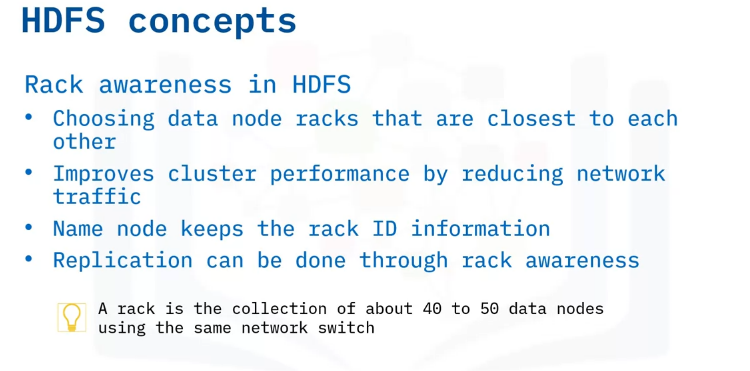 HDFS concepts
Rack awareness in HDFS
• Choosing data node racks that are closest to each
other
• Improves cluster performance by reducing network
traffic
• Name node keeps the rack ID information
• Replication can be done through rack awareness
A rack is the collection of about 40 to 50 data nodes
using the same network switch